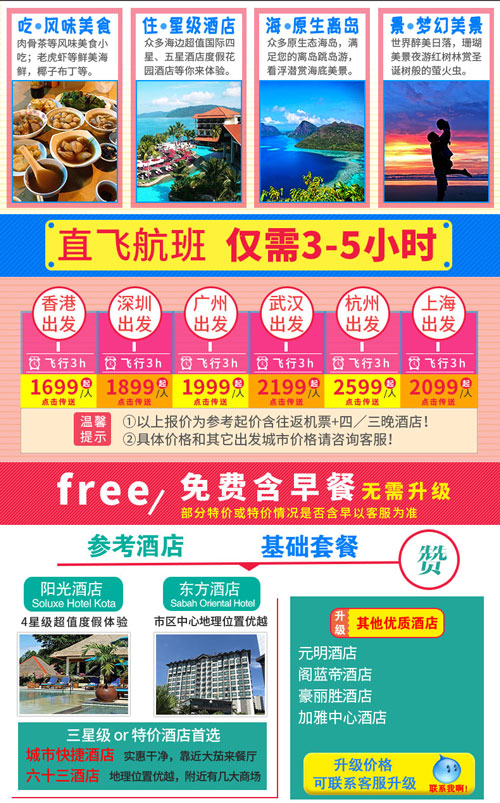 吃•风味美食
肉骨茶等风味美食小
吃；老虎虾等鲜美海
鲜，椰子布丁等。
住•星级酒店
众多海边超值国际四
星、五星酒店度假花
园酒店等你来体验。
海•原生离岛
众多原生态海岛，满
足您的离岛跳岛游，
看浮潜赏海底美景。
景•梦幻美景
世界醉美日落，珊瑚
美景夜游红树林赏圣
诞树般的萤火虫。
直飞航班 仅需3-5小时
香港
出发
飞行3h
1699起/人
点击传送
深圳
出发
飞行3h
1899起/人
点击传送
广州
出发
飞行3h
1999起/人
点击传送
武汉
出发
飞行3h
2199起/人
点击传送
杭州
出发
飞行3h
2599起/人
点击传送
上海
出发
飞行3h
2099起/人
点击传送
温馨
提示
①以上报价为参考起价含往返机票+四／三晚酒店！
②具体价格和其它出发城市价格请咨询客服！
free/ 免费含早餐 无需升级
部分特价或特价情况是否含早以客服为准
参考酒店 基础套餐
赞
阳光酒店
Soluxe Hotel Kota
4星级超值度假体验
东方酒店
Sabah Oriental Hotel
市区中心地理位置优越
三星级 or 特价酒店首选
城市快捷酒店 实惠干净，靠近大茄来餐厅
六十三酒店 地理位置优越，附近有几大商场
升级
其他优质酒店
元明酒店
阁蓝帝酒店
豪丽胜酒店
加雅中心酒店
升级价格
可联系客服升级
联系我啊！